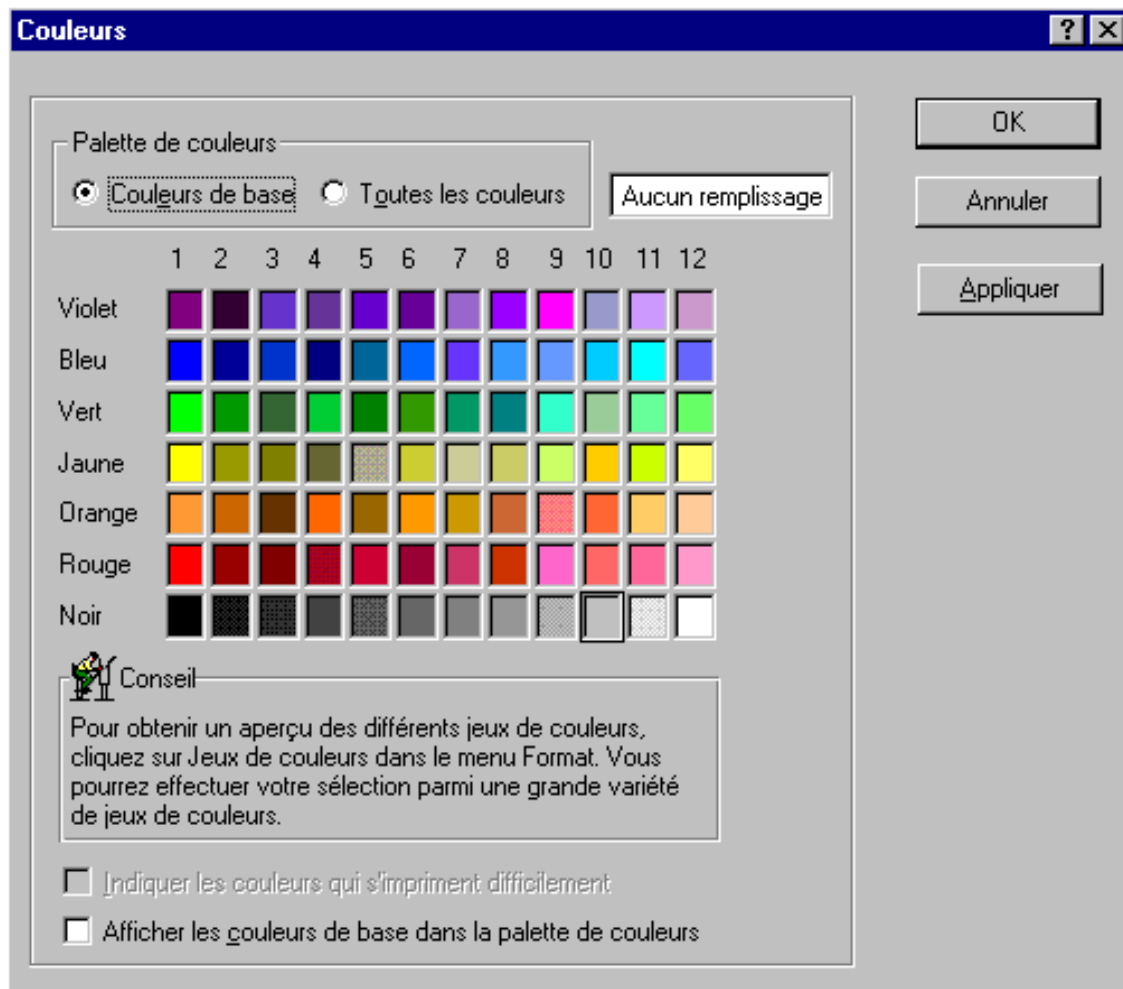 Couleurs
Palette de couleurs
Couleurs de base
Toutes les couleurs
Aucun remplissage
OK
Annuler
Appliquer
1 2 3 4 5 6 7 8 9 10 11 12
Violet
Bleu
Vert
Jaune
Orange
Rouge
Noir
Conseil
Pour obtenir un aperçu des différents jeux de couleurs,
cliquez sur Jeux de couleurs dans le menu Format. Vous
pourrez effectuer votre sélection parmi une grande variété
de jeux de couleurs.
Indiquer les couleurs qui s'impriment difficilement
Afficher les couleurs de base dans la palette de couleurs